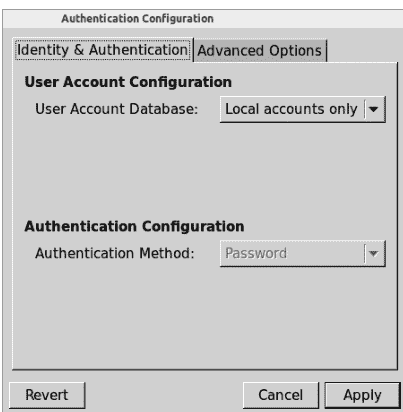 Authentication Configuration
Identity & Authentication Advanced Options
User Account Configuration
User Account Database: Local accounts only
Authentication Configuration
Authentication Method: Password
Revert Cancel Apply